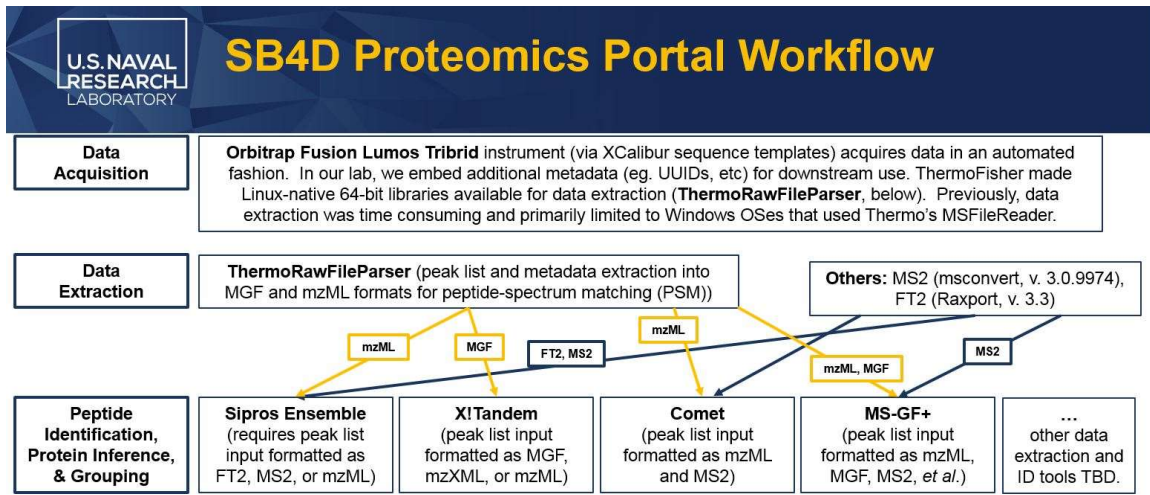 U.S. NAVAL
RESEARCH
LABORATORY
SB4D Proteomics Portal Workflow
Data
Acquisition
Orbitrap Fusion Lumos Tribrid instrument (via XCalibur sequence templates) acquires data in an automated
fashion. In our lab, we embed additional metadata (eg. UUIDs, etc) for downstream use. ThermoFisher made
Linux-native 64-bit libraries available for data extraction (ThermoRawFileParser, below). Previously, data
extraction was time consuming and primarily limited to Windows OSes that used Thermo's MSFileReader.
Data
Extraction
ThermoRawFileParser (peak list and metadata extraction into
MGF and mzML formats for peptide-spectrum matching (PSM))
Others: MS2 (msconvert, v. 3.0.9974),
FT2 (Raxport, v. 3.3)
mzML
MGF
FT2, MS2
mzML
mzML, MGF
MS2
Peptide
Identification,
Protein Inference,
& Grouping
Sipros Ensemble
(requires peak list
input formatted as
FT2, MS2, or mzML)
X!Tandem
(peak list input
formatted as MGF,
mzXML, or mzML)
Comet
(peak list input
formatted as mzML
and MS2)
MS-GF+
(peak list input
formatted as mzML,
MGF, MS2, et al.)
...
other data
extraction and
ID tools TBD.